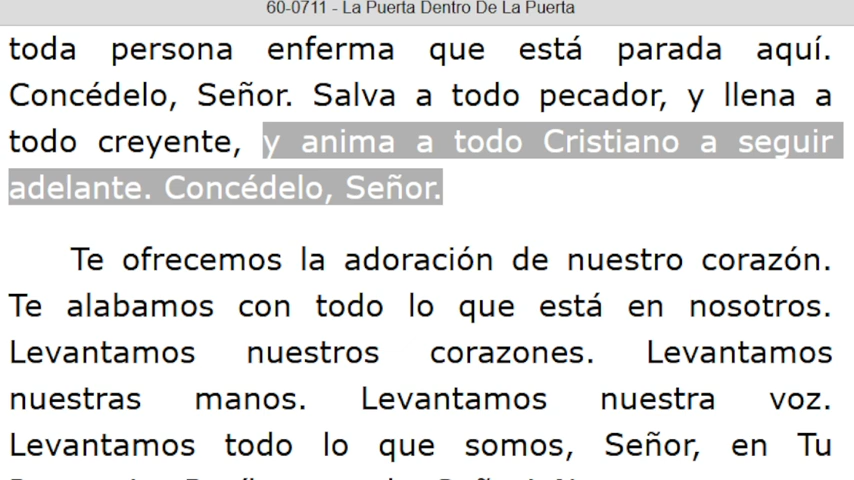 60-0711 - La Puerta Dentro De La Puerta
toda persona enferma que está parada aquí.
Concédelo, Señor. Salva a todo pecador, y llena a
todo creyente, y anima a todo Cristiano a seguir
adelante. Concédelo, Señor.
Te ofrecemos la adoración de nuestro corazón.
Te alabamos con todo lo que está en nosotros.
Levantamos nuestros corazones. Levantamos
nuestras manos. Levantamos nuestra voz.
Levantamos todo lo que somos, Señor, en Tu